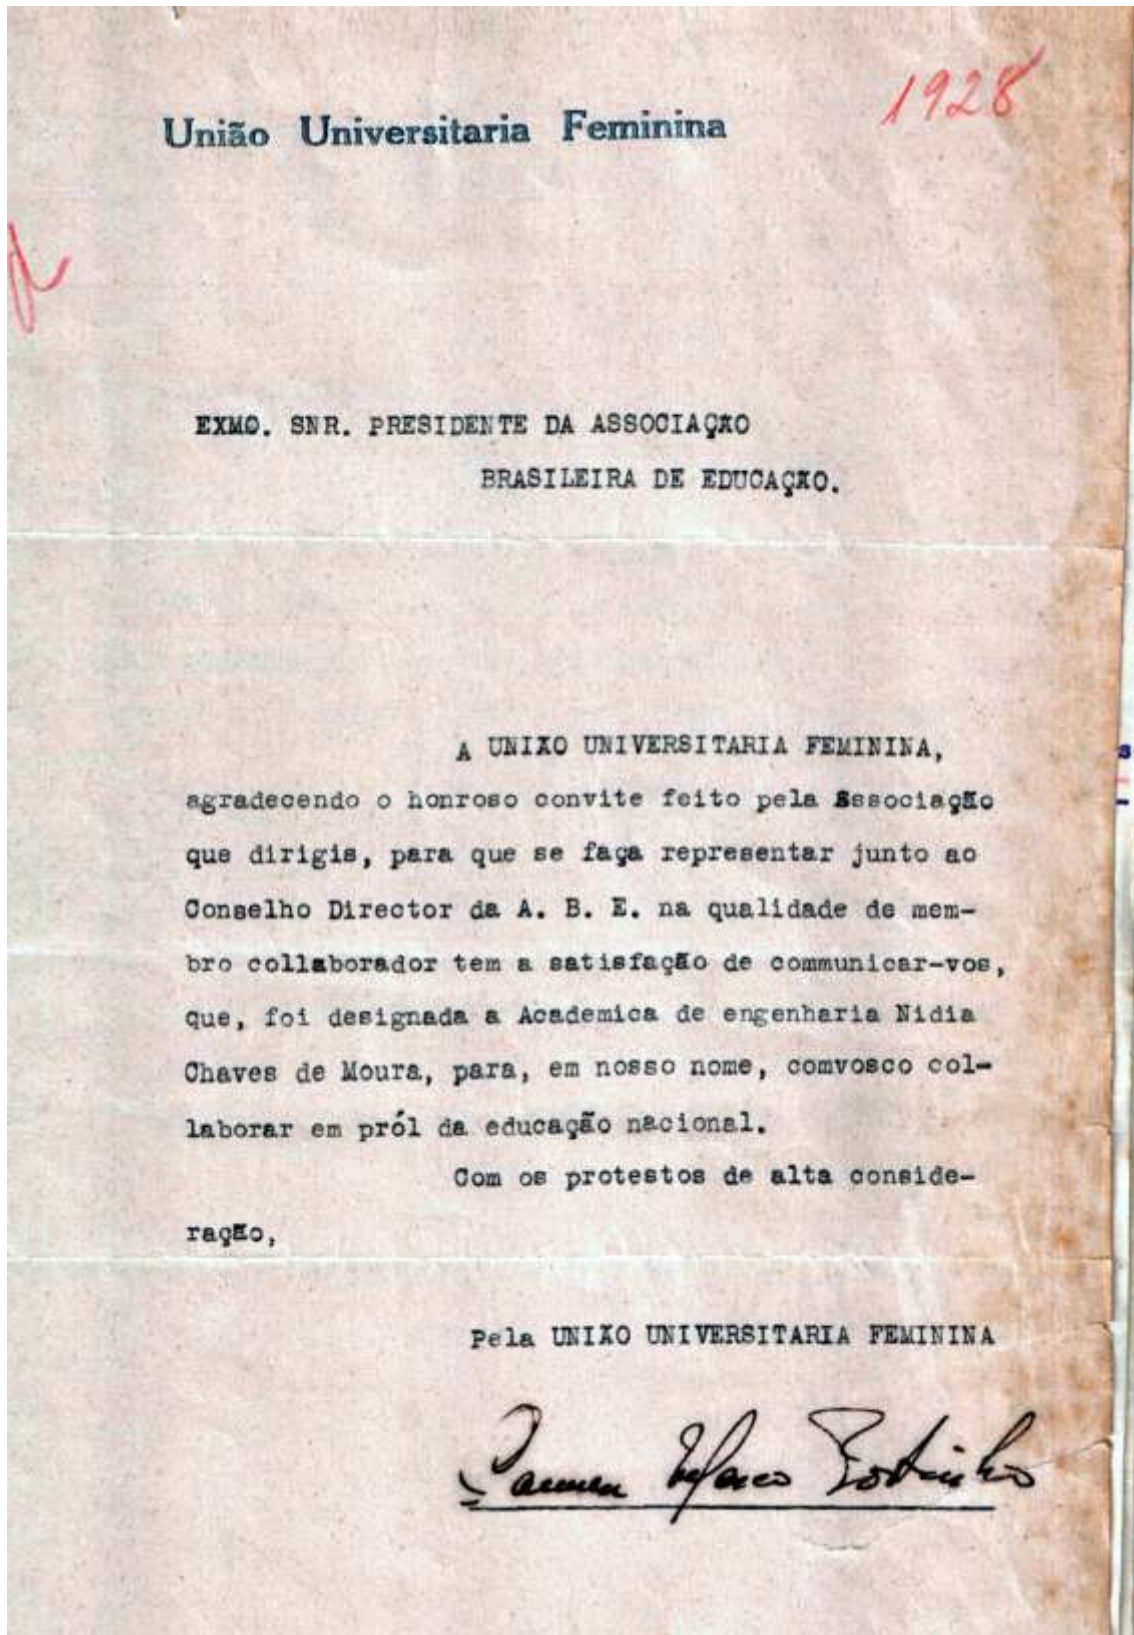 1928
União Universitaria Feminina
EXMO. SNR. PRESIDENTE DA ASSOCIAÇÃO
BRASILEIRA DE EDUCAÇÃO.
A UNIÃO UNIVERSITARIA FEMININA,
agradecendo o honroso convite feito pela Associação
que dirigis, para que se faça representar junto ao
Conselho Director da A. B. E. na qualidade de mem-
bro collaborador tem a satisfação de communicar-vos,
que, foi designada a Academica de engenharia Nidia
Chaves de Moura, para, em nosso nome, comvosco col-
laborar em pról da educação nacional.
Com os protestos de alta conside-
ração,
Pela UNIÃO UNIVERSITARIA FEMININA
Carmen Portinho